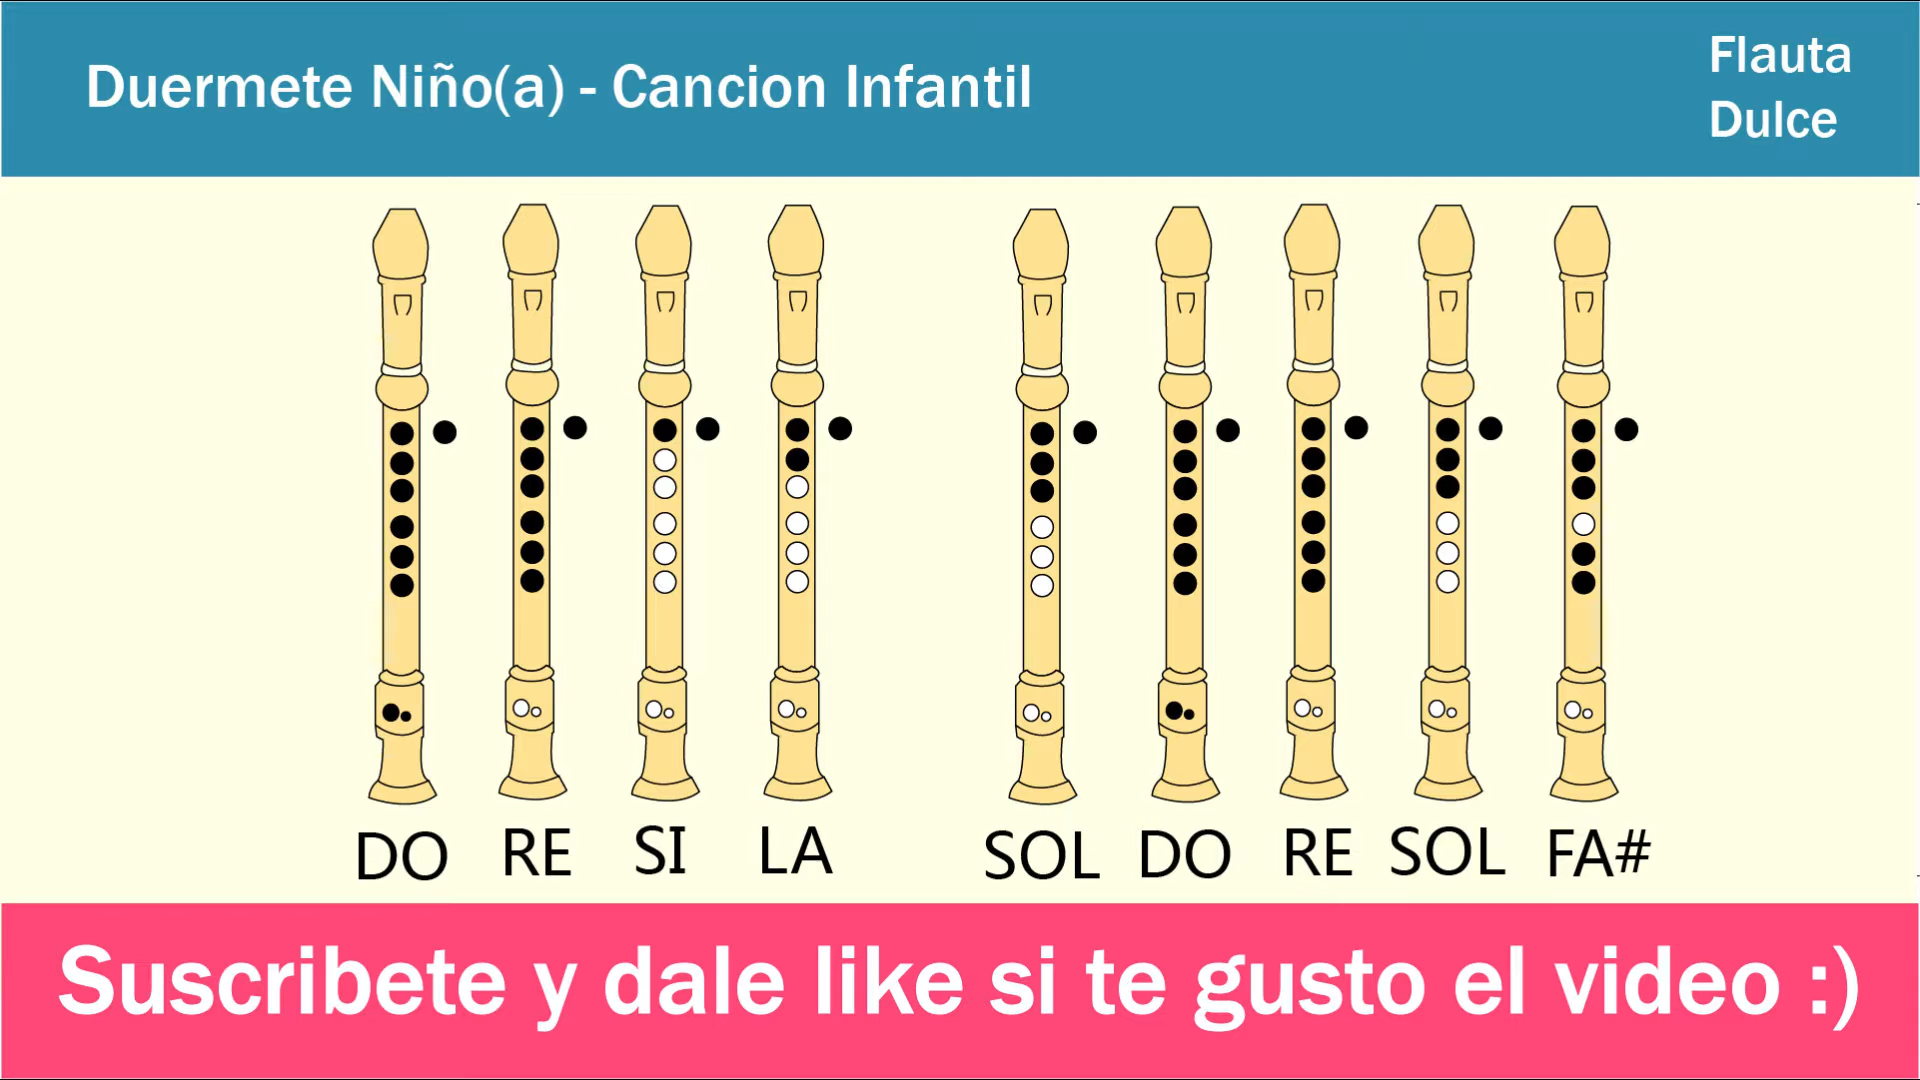 Duermete Niño(a) - Cancion Infantil
Flauta
Dulce
DO RE SI LA SOL DO RE SOL FA#
Suscribete y dale like si te gusto el video :)